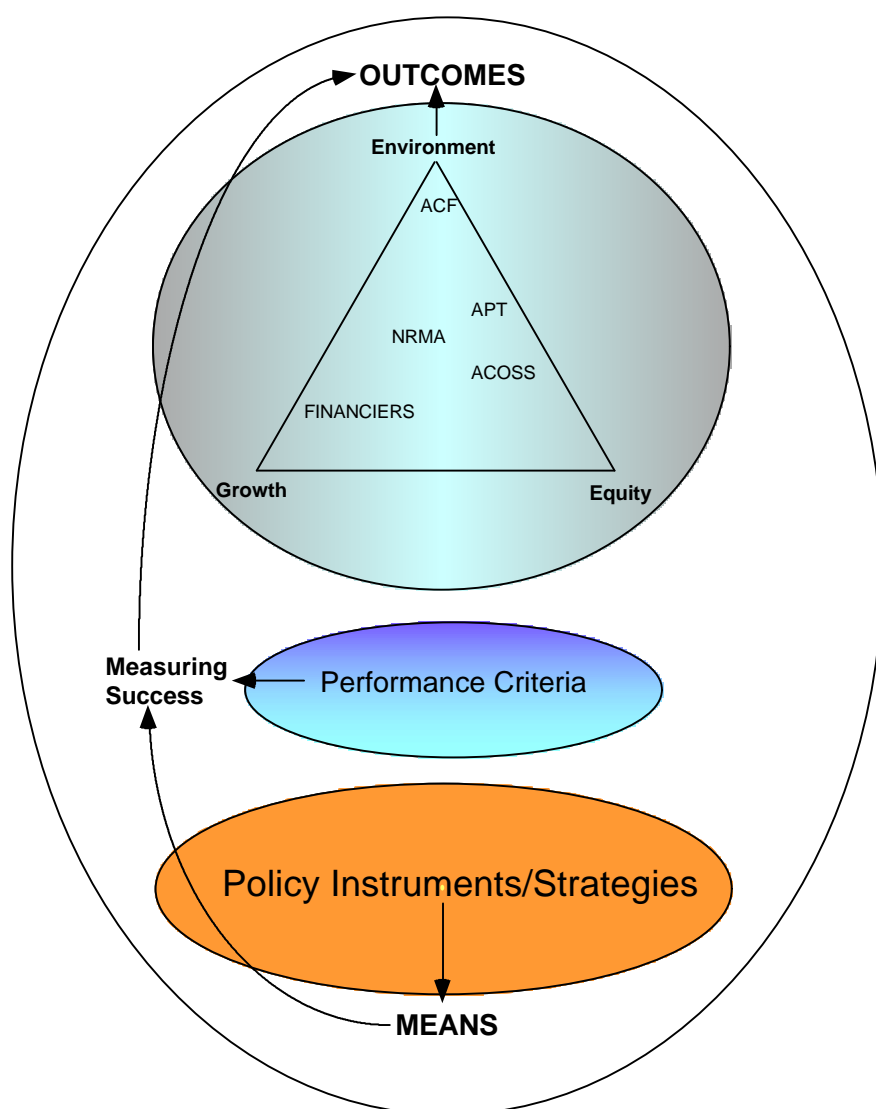 OUTCOMES
Environment
ACF
APT
NRMA
ACOSS
FINANCIERS
Growth
Equity
Measuring
Success
Performance Criteria
Policy Instruments/Strategies
MEANS